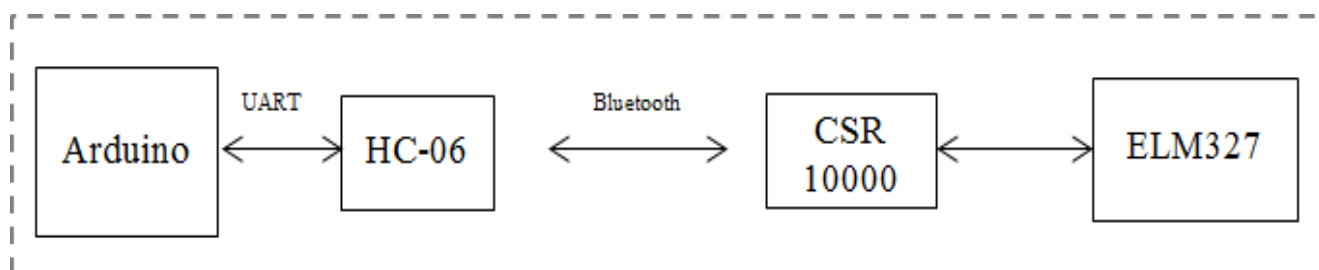 UART
Bluetooth
Arduino
HC-06
CSR
10000
ELM327